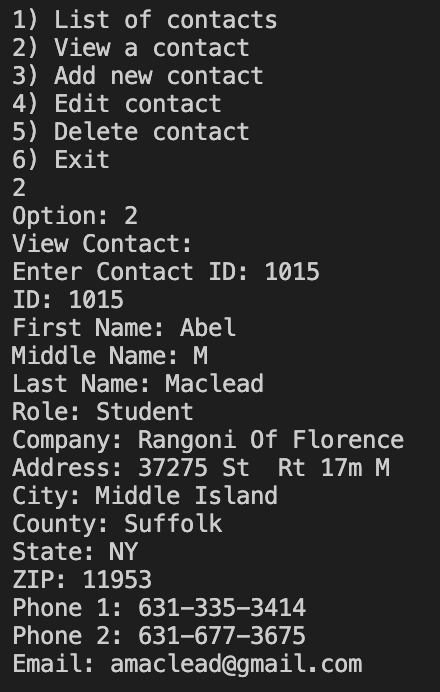 1) List of contacts
2) View a contact
3) Add new contact
4) Edit contact
5) Delete contact
6) Exit
2
Option: 2
View Contact:
Enter Contact ID: 1015
ID: 1015
First Name: Abel
Middle Name: M
Last Name: Maclead
Role: Student
Company: Rangoni Of Florence
Address: 37275 St  Rt 17m M
City: Middle Island
County: Suffolk
State: NY
ZIP: 11953
Phone 1: 631-335-3414
Phone 2: 631-677-3675
Email: amaclead@gmail.com